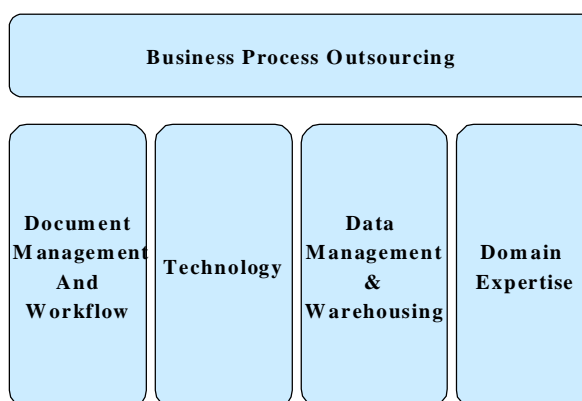 Business Process Outsourcing
Document
Management
And
Workflow
Technology
Data
Management
&
Warehousing
Domain
Expertise